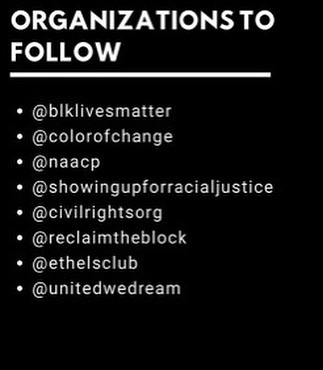 ORGANIZATIONS TO
FOLLOW
• @blklivesmatter
• @colorofchange
• @naacp
• @showingupforracialjustice
• @civilrightsorg
• @reclaimtheblock
• @ethelsclub
• @unitedwedream